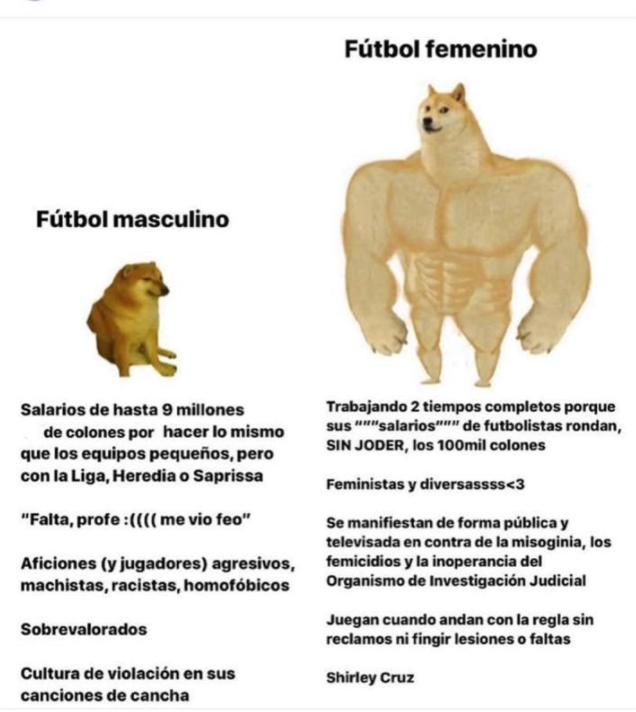 Fútbol masculino
Salarios de hasta 9 millones
de colones por hacer lo mismo
que los equipos pequeños, pero
con la Liga, Heredia o Saprissa
"Falta, profe :(((( me vio feo"
Aficiones (y jugadores) agresivos,
machistas, racistas, homofóbicos
Sobrevalorados
Cultura de violación en sus
canciones de cancha
Fútbol femenino
Trabajando 2 tiempos completos porque
sus """salarios""" de futbolistas rondan,
SIN JODER, los 100mil colones
Feministas y diversassss<3
Se manifiestan de forma pública y
televisada en contra de la misoginia, los
femicidios y la inoperancia del
Organismo de Investigación Judicial
Juegan cuando andan con la regla sin
reclamos ni fingir lesiones o faltas
Shirley Cruz